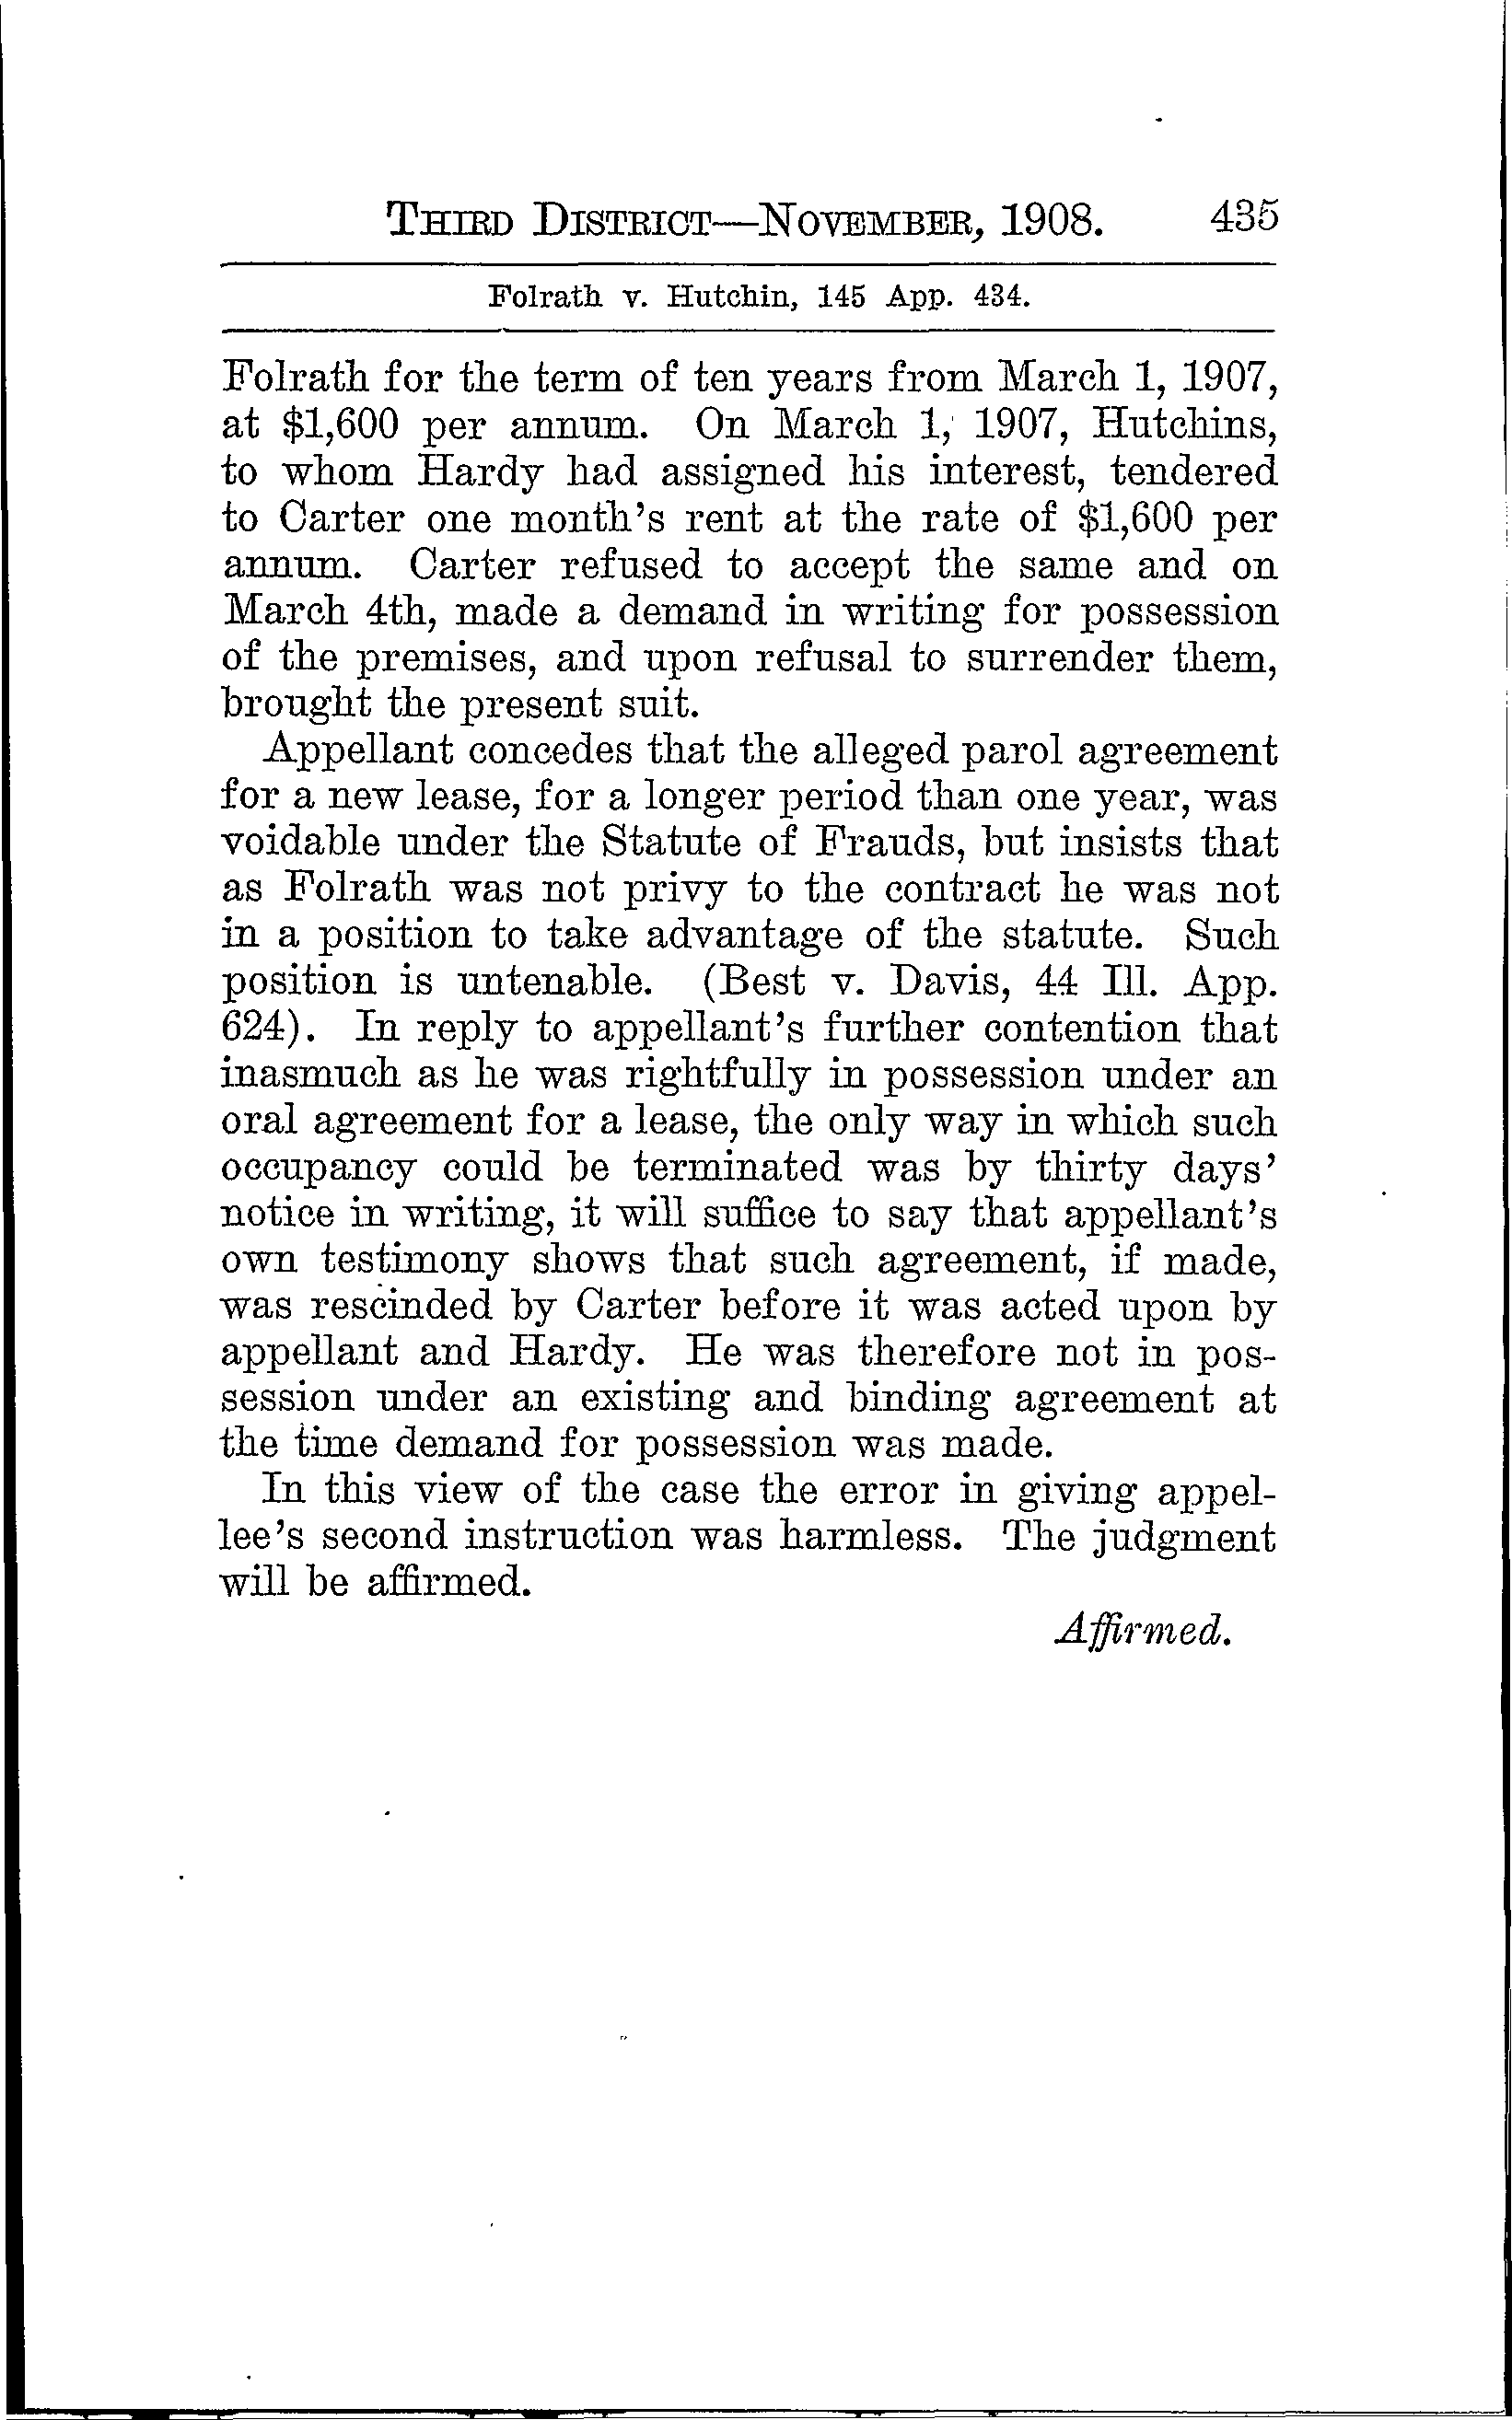 THIRD DISTRICT—NOVEMBER, 1908. 435
Folrath v. Hutchin, 145 App. 434.
Folrath for the term of ten years from March 1, 1907,
at $1,600 per annum. On March 1, 1907, Hutchins,
to whom Hardy had assigned his interest, tendered
to Carter one month's rent at the rate of $1,600 per
annum. Carter refused to accept the same and on
March 4th, made a demand in writing for possession
of the premises, and upon refusal to surrender them,
brought the present suit.
Appellant concedes that the alleged parol agreement
for a new lease, for a longer period than one year, was
voidable under the Statute of Frauds, but insists that
as Folrath was not privy to the contract he was not
in a position to take advantage of the statute. Such
position is untenable. (Best v. Davis, 44 Ill. App.
624). In reply to appellant's further contention that
inasmuch as he was rightfully in possession under an
oral agreement for a lease, the only way in which such
occupancy could be terminated was by thirty days'
notice in writing, it will suffice to say that appellant's
own testimony shows that such agreement, if made,
was rescinded by Carter before it was acted upon by
appellant and Hardy. He was therefore not in pos-
session under an existing and binding agreement at
the time demand for possession was made.
In this view of the case the error in giving appel-
lee's second instruction was harmless. The judgment
will be affirmed.
Affirmed.